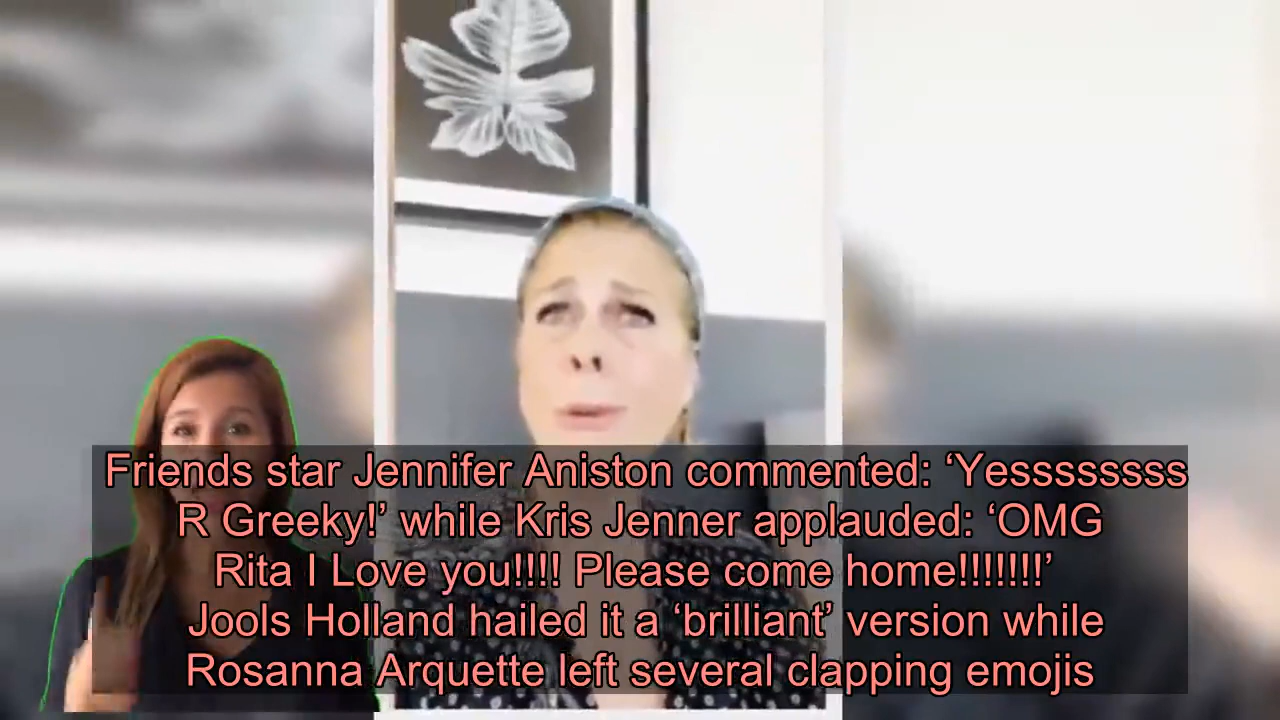 Friends star Jennifer Aniston commented: ‘Yessssssss
R Greeky!’ while Kris Jenner applauded: ‘OMG
Rita I Love you!!!! Please come home!!!!!!!’
Jools Holland hailed it a ‘brilliant’ version while
Rosanna Arquette left several clapping emojis